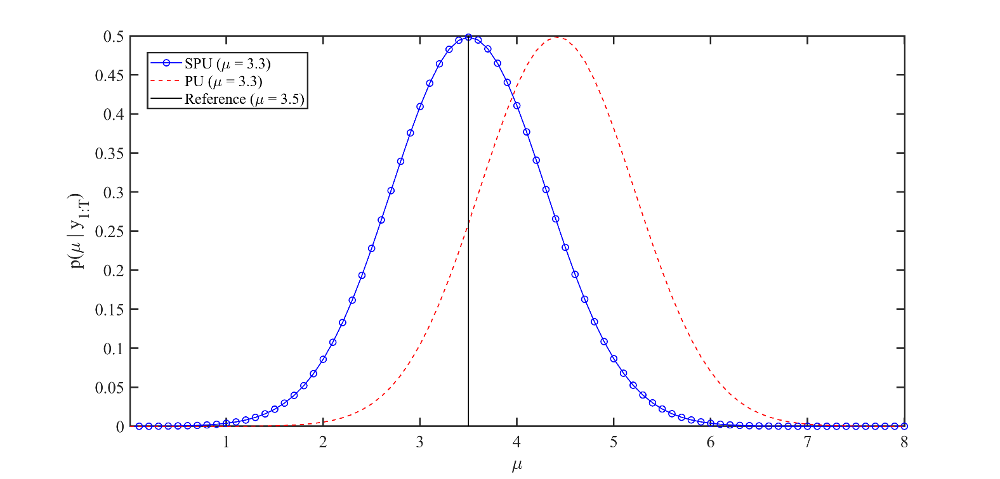 0.5
0.45
0.4
0.35
0.3
0.25
0.2
0.15
0.1
0.05
0
p(μ | y1:T)
SPU (μ = 3.3)
PU (μ = 3.3)
Reference (μ = 3.5)
1 2 3 4 5 6 7 8
μ